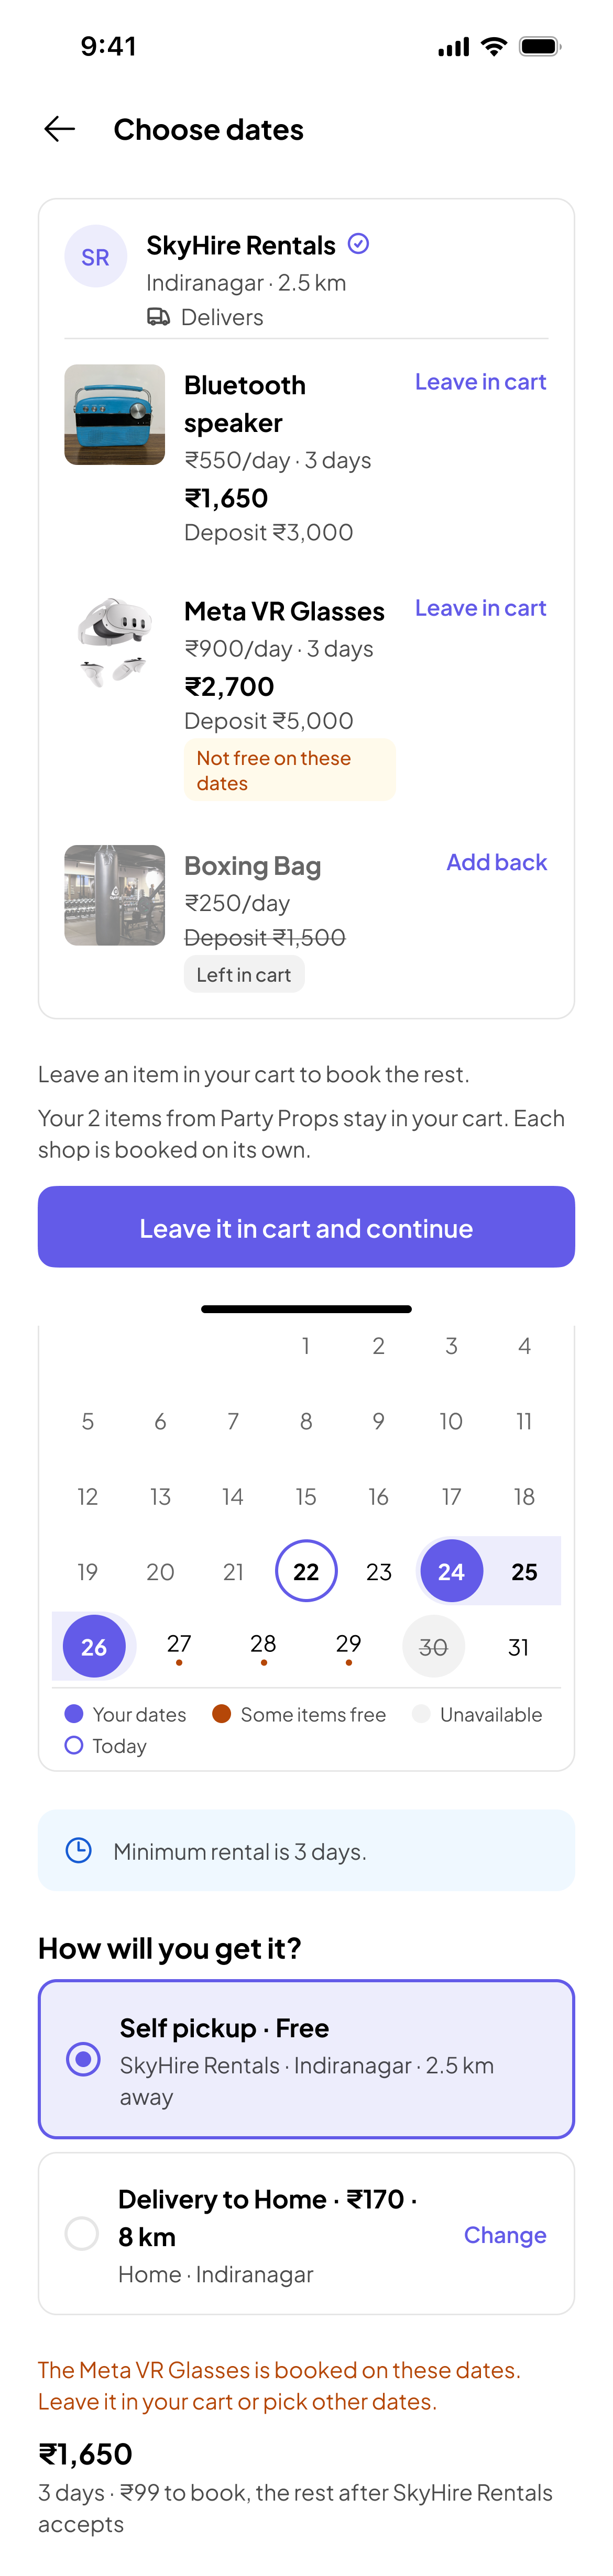 9:41
Choose dates
SR
SkyHire Rentals
Indiranagar · 2.5 km
Delivers
Bluetooth
speaker
Leave in cart
₹550/day · 3 days
₹1,650
Deposit ₹3,000
Meta VR Glasses
Leave in cart
₹900/day · 3 days
₹2,700
Deposit ₹5,000
Not free on these
dates
Boxing Bag
Add back
₹250/day
Deposit ₹1,500
Left in cart
Leave an item in your cart to book the rest.
Your 2 items from Party Props stay in your cart. Each
shop is booked on its own.
Leave it in cart and continue
1 2 3 4
5 6 7 8 9 10 11
12 13 14 15 16 17 18
19 20 21 22 23 24 25
26 27 28 29 30 31
Your dates Some items free Unavailable
Today
Minimum rental is 3 days.
How will you get it?
Self pickup · Free
SkyHire Rentals · Indiranagar · 2.5 km
away
Delivery to Home · ₹170 ·
8 km
Change
Home · Indiranagar
The Meta VR Glasses is booked on these dates.
Leave it in your cart or pick other dates.
₹1,650
3 days · ₹99 to book, the rest after SkyHire Rentals
accepts